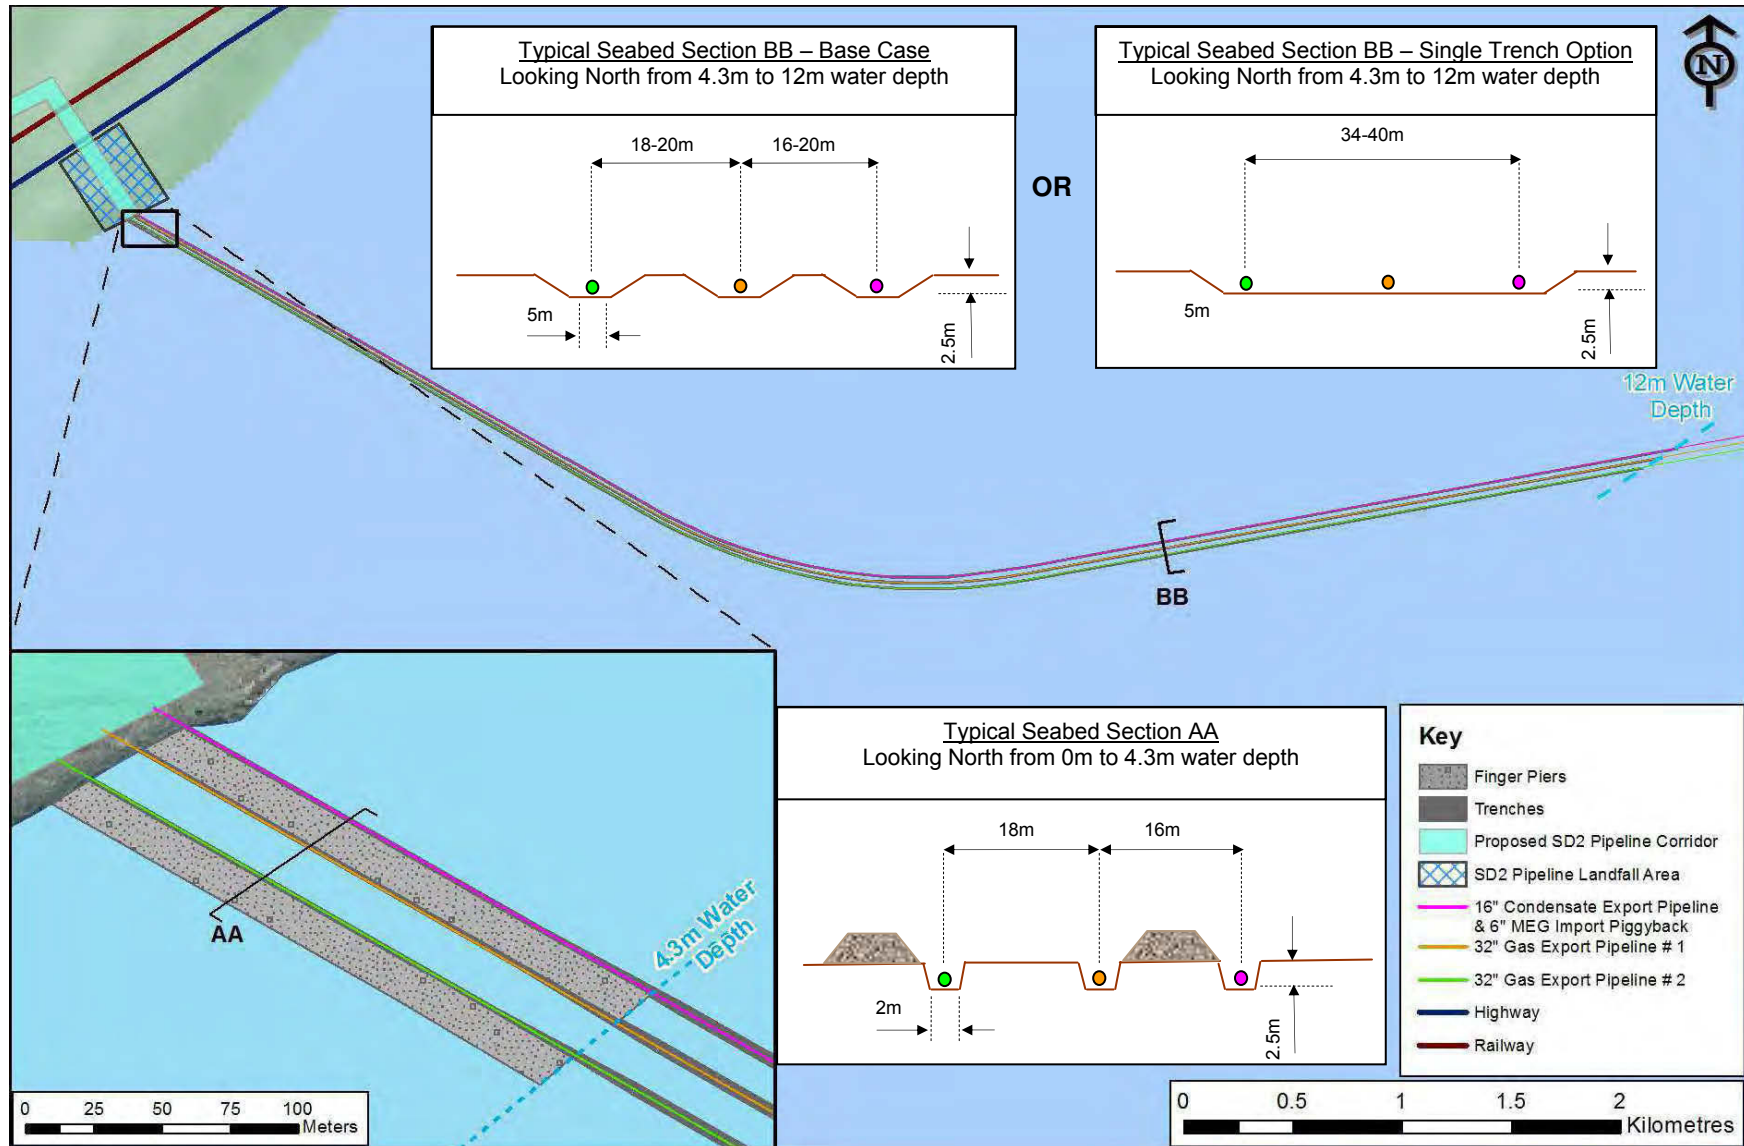 Typical Seabed Section BB – Base Case
Looking North from 4.3m to 12m water depth
18-20m
16-20m
5m
2.5m
OR
Typical Seabed Section BB – Single Trench Option
Looking North from 4.3m to 12m water depth
34-40m
5m
2.5m
N
12m Water
Depth
BB
AA
4.3m Water
Depth
0 25 50 75 100
Meters
Typical Seabed Section AA
Looking North from 0m to 4.3m water depth
18m
16m
2m
2.5m
Key
Finger Piers
Trenches
Proposed SD2 Pipeline Corridor
SD2 Pipeline Landfall Area
16" Condensate Export Pipeline
& 6" MEG Import Piggyback
32" Gas Export Pipeline # 1
32" Gas Export Pipeline # 2
Highway
Railway
0 0.5 1 1.5 2
Kilometres